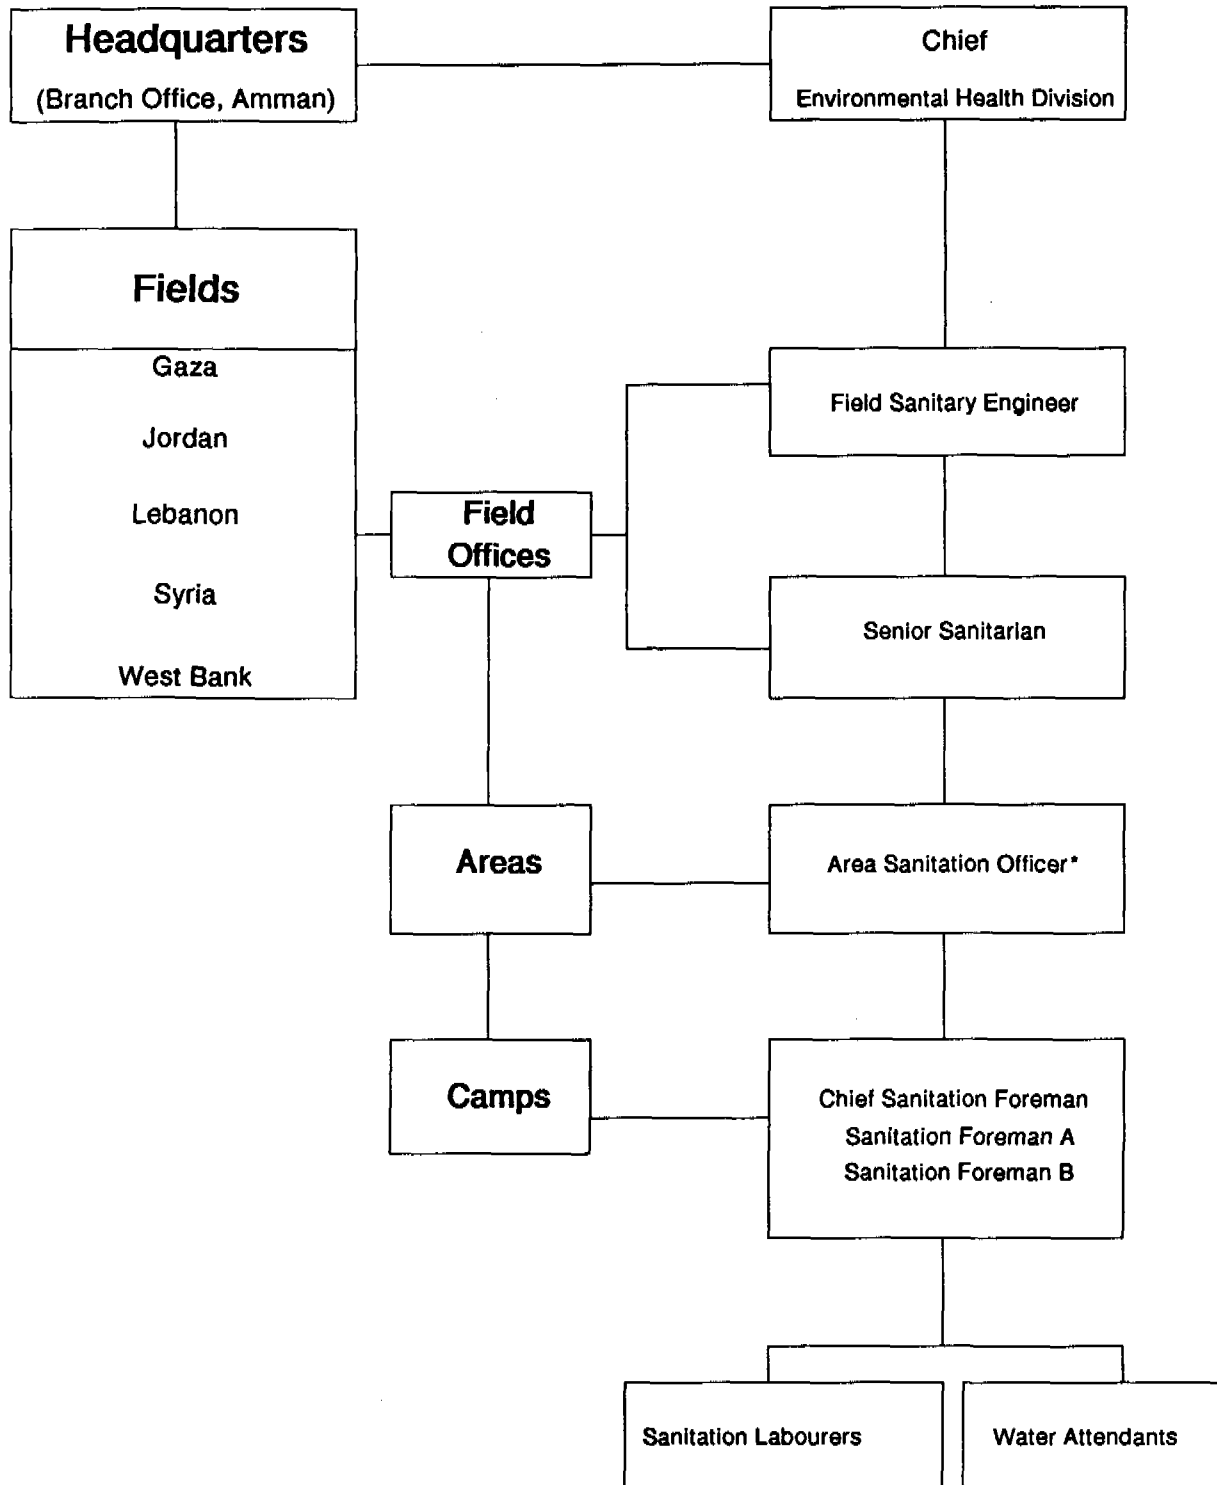 Headquarters
(Branch Office, Amman)
Chief
Environmental Health Division
Fields
Gaza
Jordan
Lebanon
Syria
West Bank
Field
Offices
Field Sanitary Engineer
Senior Sanitarian
Areas
Area Sanitation Officer*
Camps
Chief Sanitation Foreman
Sanitation Foreman A
Sanitation Foreman B
Sanitation Labourers
Water Attendants